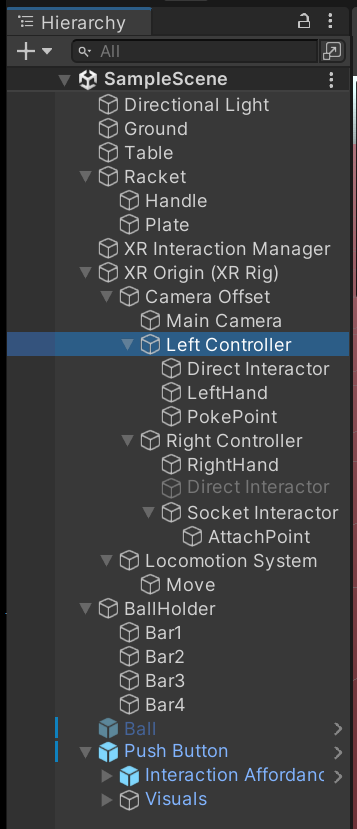 Hierarchy
All
SampleScene
Directional Light
Ground
Table
Racket
Handle
Plate
XR Interaction Manager
XR Origin (XR Rig)
Camera Offset
Main Camera
Left Controller
Direct Interactor
LeftHand
PokePoint
Right Controller
RightHand
Direct Interactor
Socket Interactor
AttachPoint
Locomotion System
Move
BallHolder
Bar1
Bar2
Bar3
Bar4
Ball
Push Button
Interaction Affordanc
Visuals